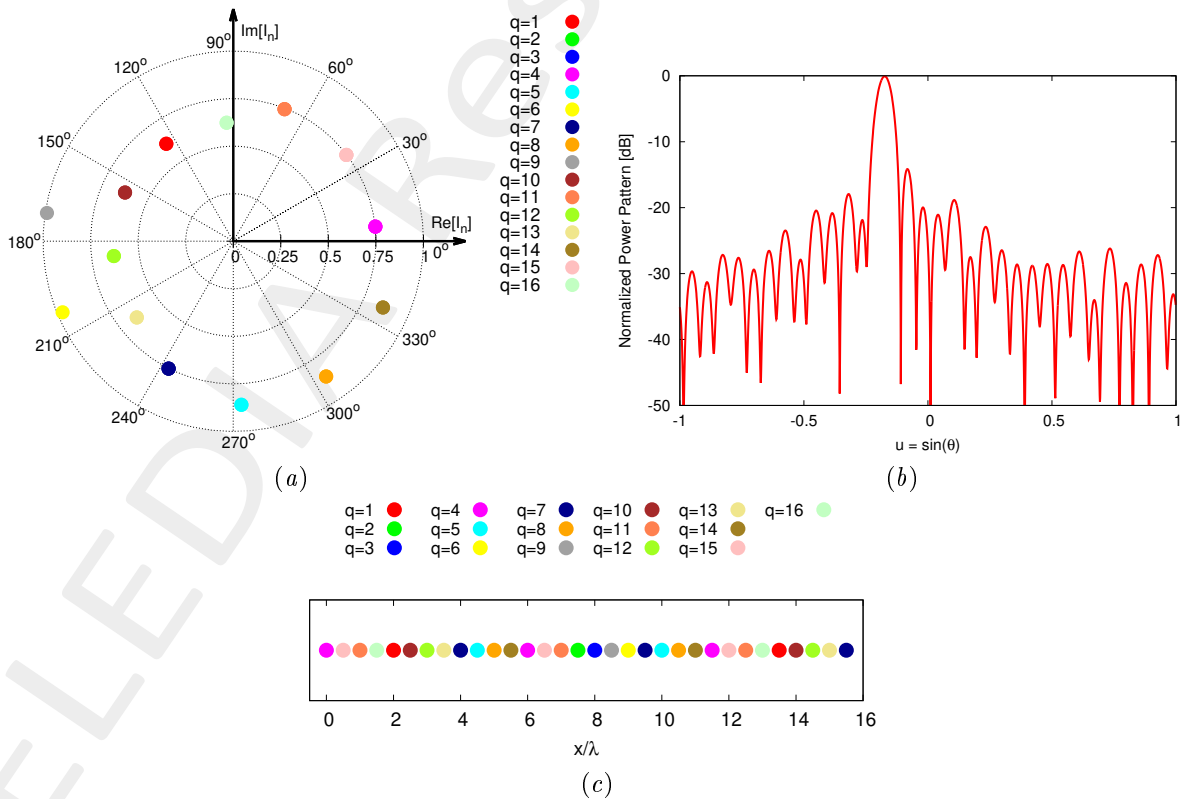 Im[Iₙ]
90°
120°
60°
150°
30°
Re[Iₙ]
180°
0 0.25 0.5 0.75 1
0°
210°
330°
240°
300°
270°
q=1
q=2
q=3
q=4
q=5
q=6
q=7
q=8
q=9
q=10
q=11
q=12
q=13
q=14
q=15
q=16
(a)
Normalized Power Pattern [dB]
0
-10
-20
-30
-40
-50
-1 -0.5 0 0.5 1
u = sin(θ)
(b)
q=1 q=4 q=7 q=10 q=13 q=16
q=2 q=5 q=8 q=11 q=14
q=3 q=6 q=9 q=12 q=15
0 2 4 6 8 10 12 14 16
x/λ
(c)
ELEDIA Res